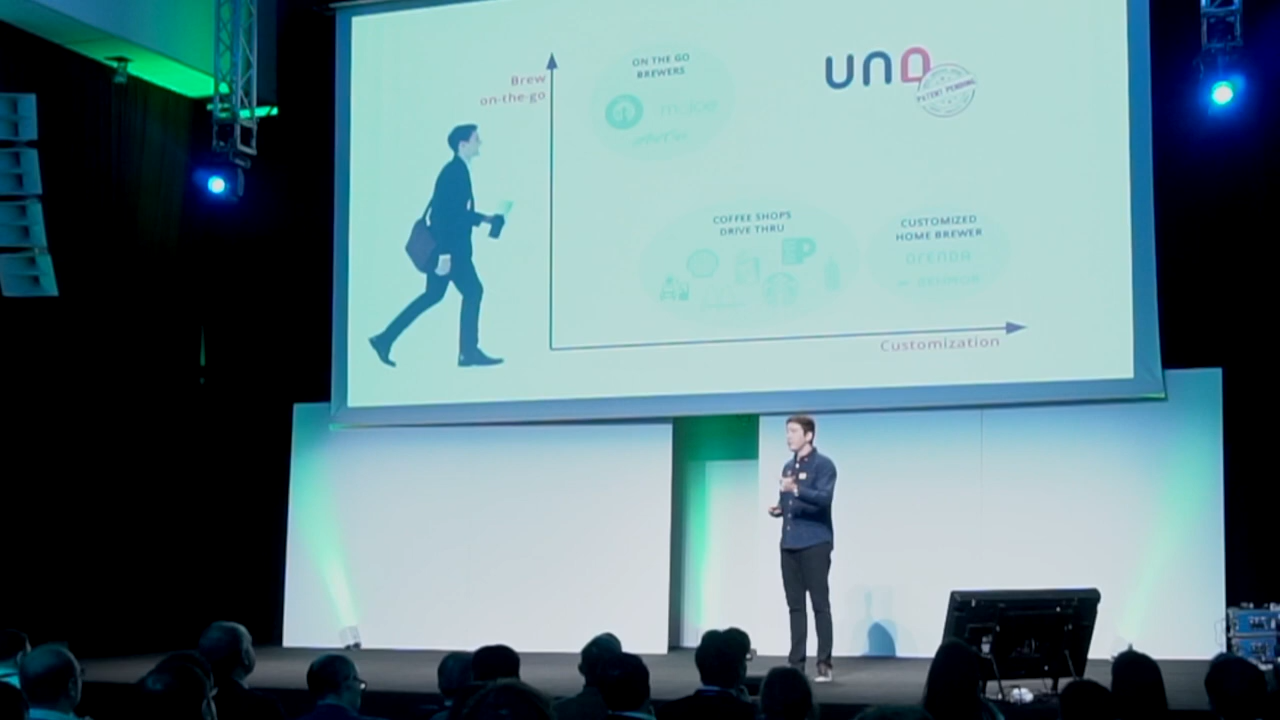 Brew
on-the-go
ON THE GO
BREWERS
UNO
PATENT PENDING
COFFEE SHOPS
DRIVE THRU
CUSTOMIZED
HOME BREWER
Customization